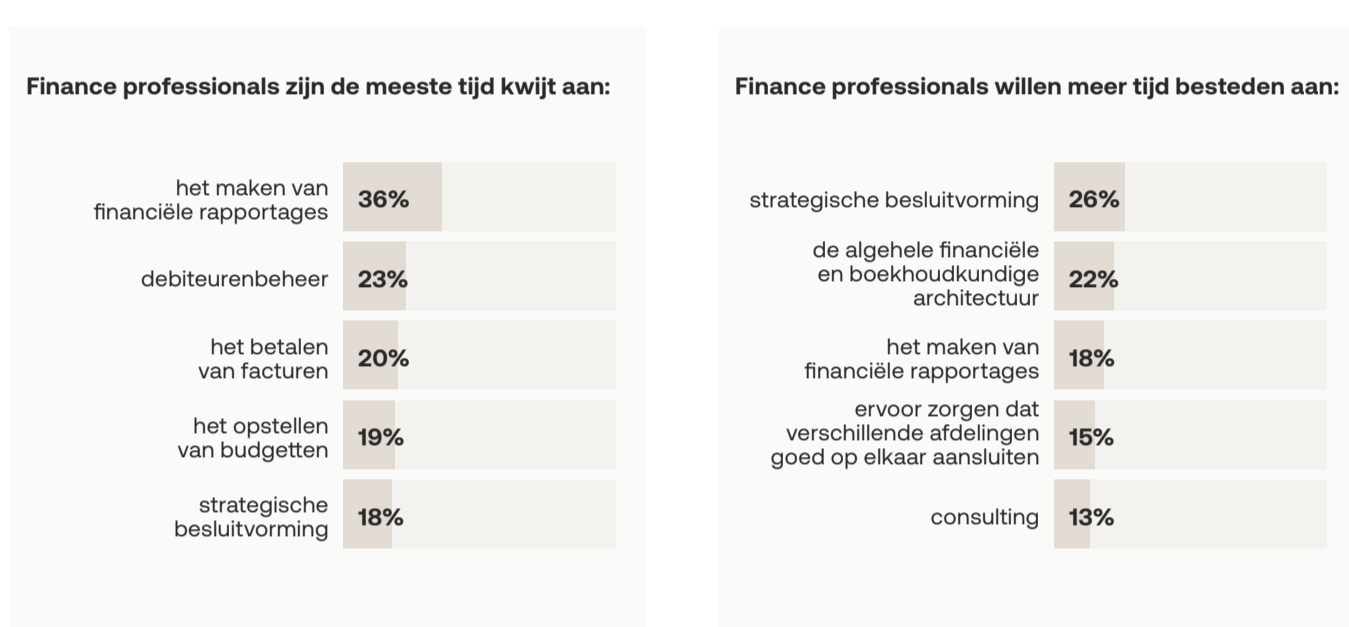 Finance professionals zijn de meeste tijd kwijt aan:
het maken van
financiële rapportages
36%
debiteurenbeheer
23%
het betalen
van facturen
20%
het opstellen
van budgetten
19%
strategische
besluitvorming
18%
Finance professionals willen meer tijd besteden aan:
strategische besluitvorming
26%
de algehele financiële
en boekhoudkundige
architectuur
22%
het maken van
financiële rapportages
18%
ervoor zorgen dat
verschillende afdelingen
goed op elkaar aansluiten
15%
consulting
13%